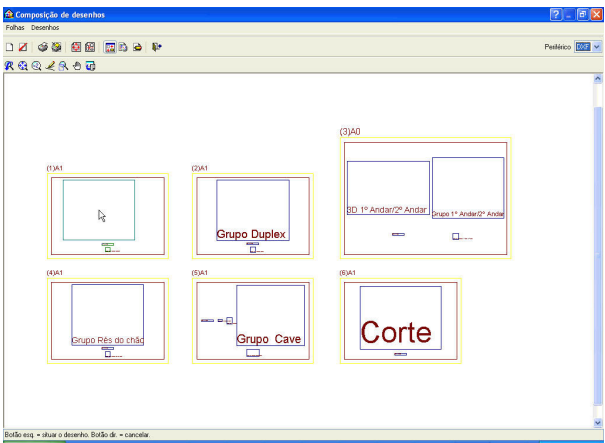 Composição de desenhos
Folhas Desenhos
Periférico DXF
(3)A0
(1)A1
(2)A1
3D 1º Andar/2º Andar
Grupo 1º Andar/2º Andar
Grupo Duplex
(4)A1
(5)A1
(6)A1
Corte
Grupo Rés do chão
Grupo Cave
Botão esq. = situar o desenho. Botão dir. = cancelar.